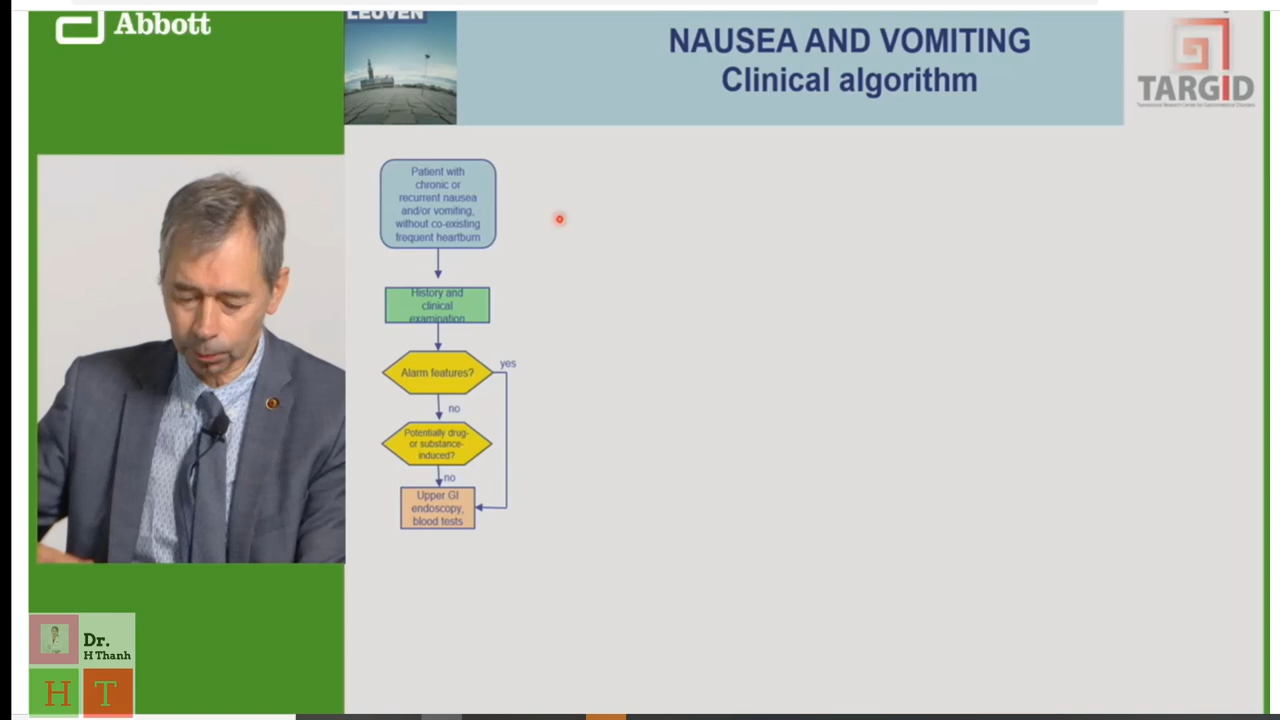 Abbott
LEUVEN
NAUSEA AND VOMITING
Clinical algorithm
TARGID
Patient with
chronic or
recurrent nausea
and/or vomiting,
without co-existing
frequent heartburn
History and
clinical
examination
Alarm features?
yes
no
Potentially drug-
or substance-
induced?
no
Upper GI
endoscopy,
blood tests
Dr.
H Thanh
H T